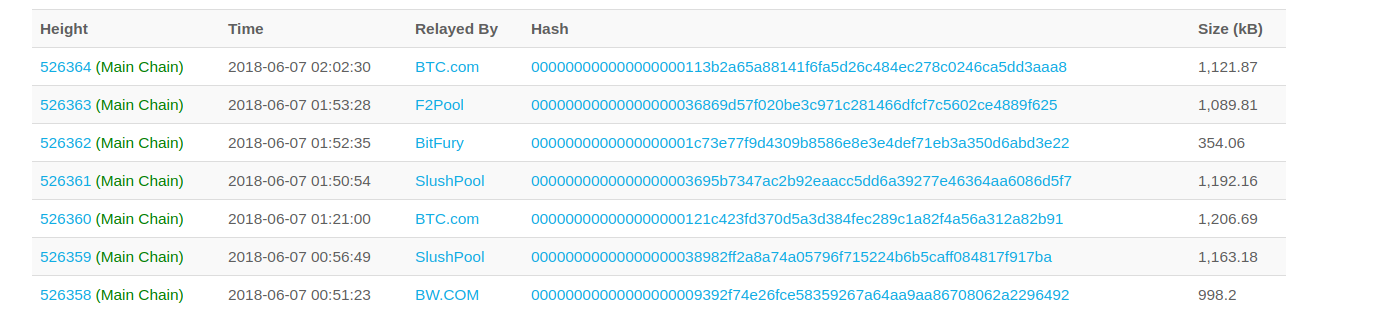 Height Time Relayed By Hash Size (kB)
526364 (Main Chain) 2018-06-07 02:02:30 BTC.com 000000000000000000113b2a65a88141f6fa5d26c484ec278c0246ca5dd3aaa8 1,121.87
526363 (Main Chain) 2018-06-07 01:53:28 F2Pool 00000000000000000036869d57f020be3c971c281466dfcf7c5602ce4889f625 1,089.81
526362 (Main Chain) 2018-06-07 01:52:35 BitFury 0000000000000000001c73e77f9d4309b8586e8e3e4def71eb3a350d6abd3e22 354.06
526361 (Main Chain) 2018-06-07 01:50:54 SlushPool 0000000000000000003695b7347ac2b92eaacc5dd6a39277e46364aa6086d5f7 1,192.16
526360 (Main Chain) 2018-06-07 01:21:00 BTC.com 000000000000000000121c423fd370d5a3d384fec289c1a82f4a56a312a82b91 1,206.69
526359 (Main Chain) 2018-06-07 00:56:49 SlushPool 00000000000000000038982ff2a8a74a05796f715224b6b5caff084817f917ba 1,163.18
526358 (Main Chain) 2018-06-07 00:51:23 BW.COM 00000000000000000009392f74e26fce58359267a64aa9aa86708062a2296492 998.2